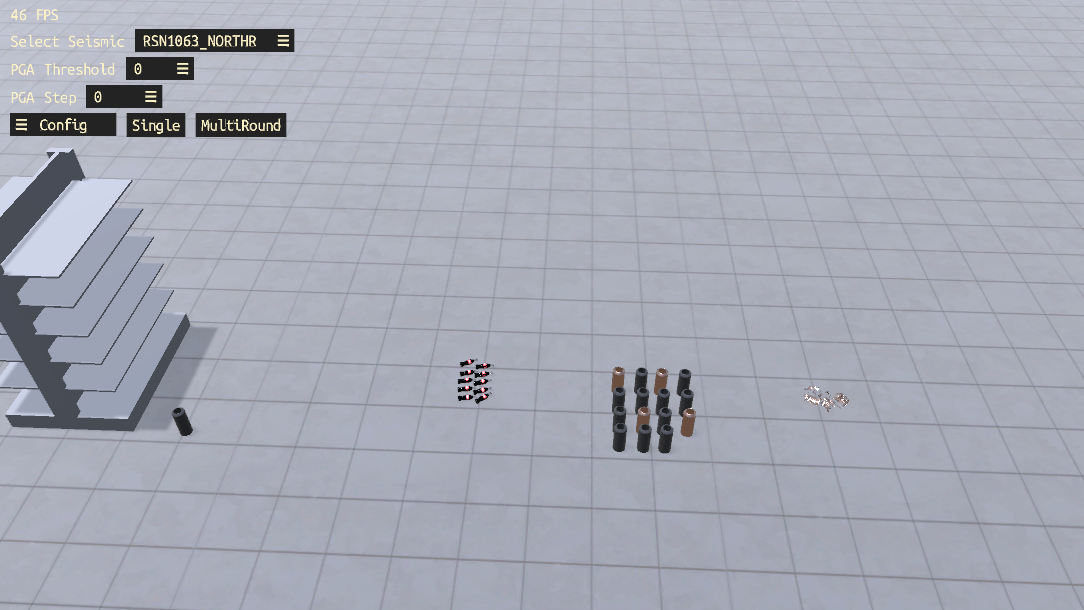 46 FPS
Select Seismic RSN1063_NORTHR
PGA Threshold 0
PGA Step 0
Config Single MultiRound